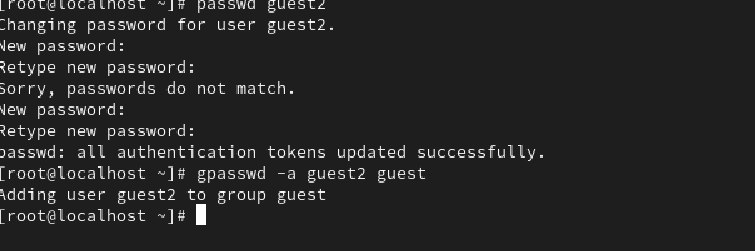 [root@localhost ~]# passwd guest2
Changing password for user guest2.
New password:
Retype new password:
Sorry, passwords do not match.
New password:
Retype new password:
passwd: all authentication tokens updated successfully.
[root@localhost ~]# gpasswd -a guest2 guest
Adding user guest2 to group guest
[root@localhost ~]#